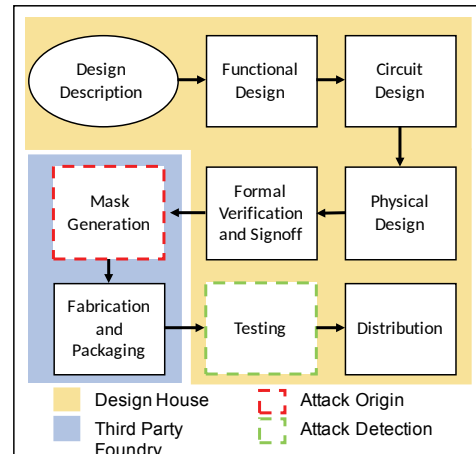 Design
Description
Functional
Design
Circuit
Design
Physical
Design
Formal
Verification
and Signoff
Mask
Generation
Fabrication
and
Packaging
Testing
Distribution
Design House
Third Party
Foundry
Attack Origin
Attack Detection